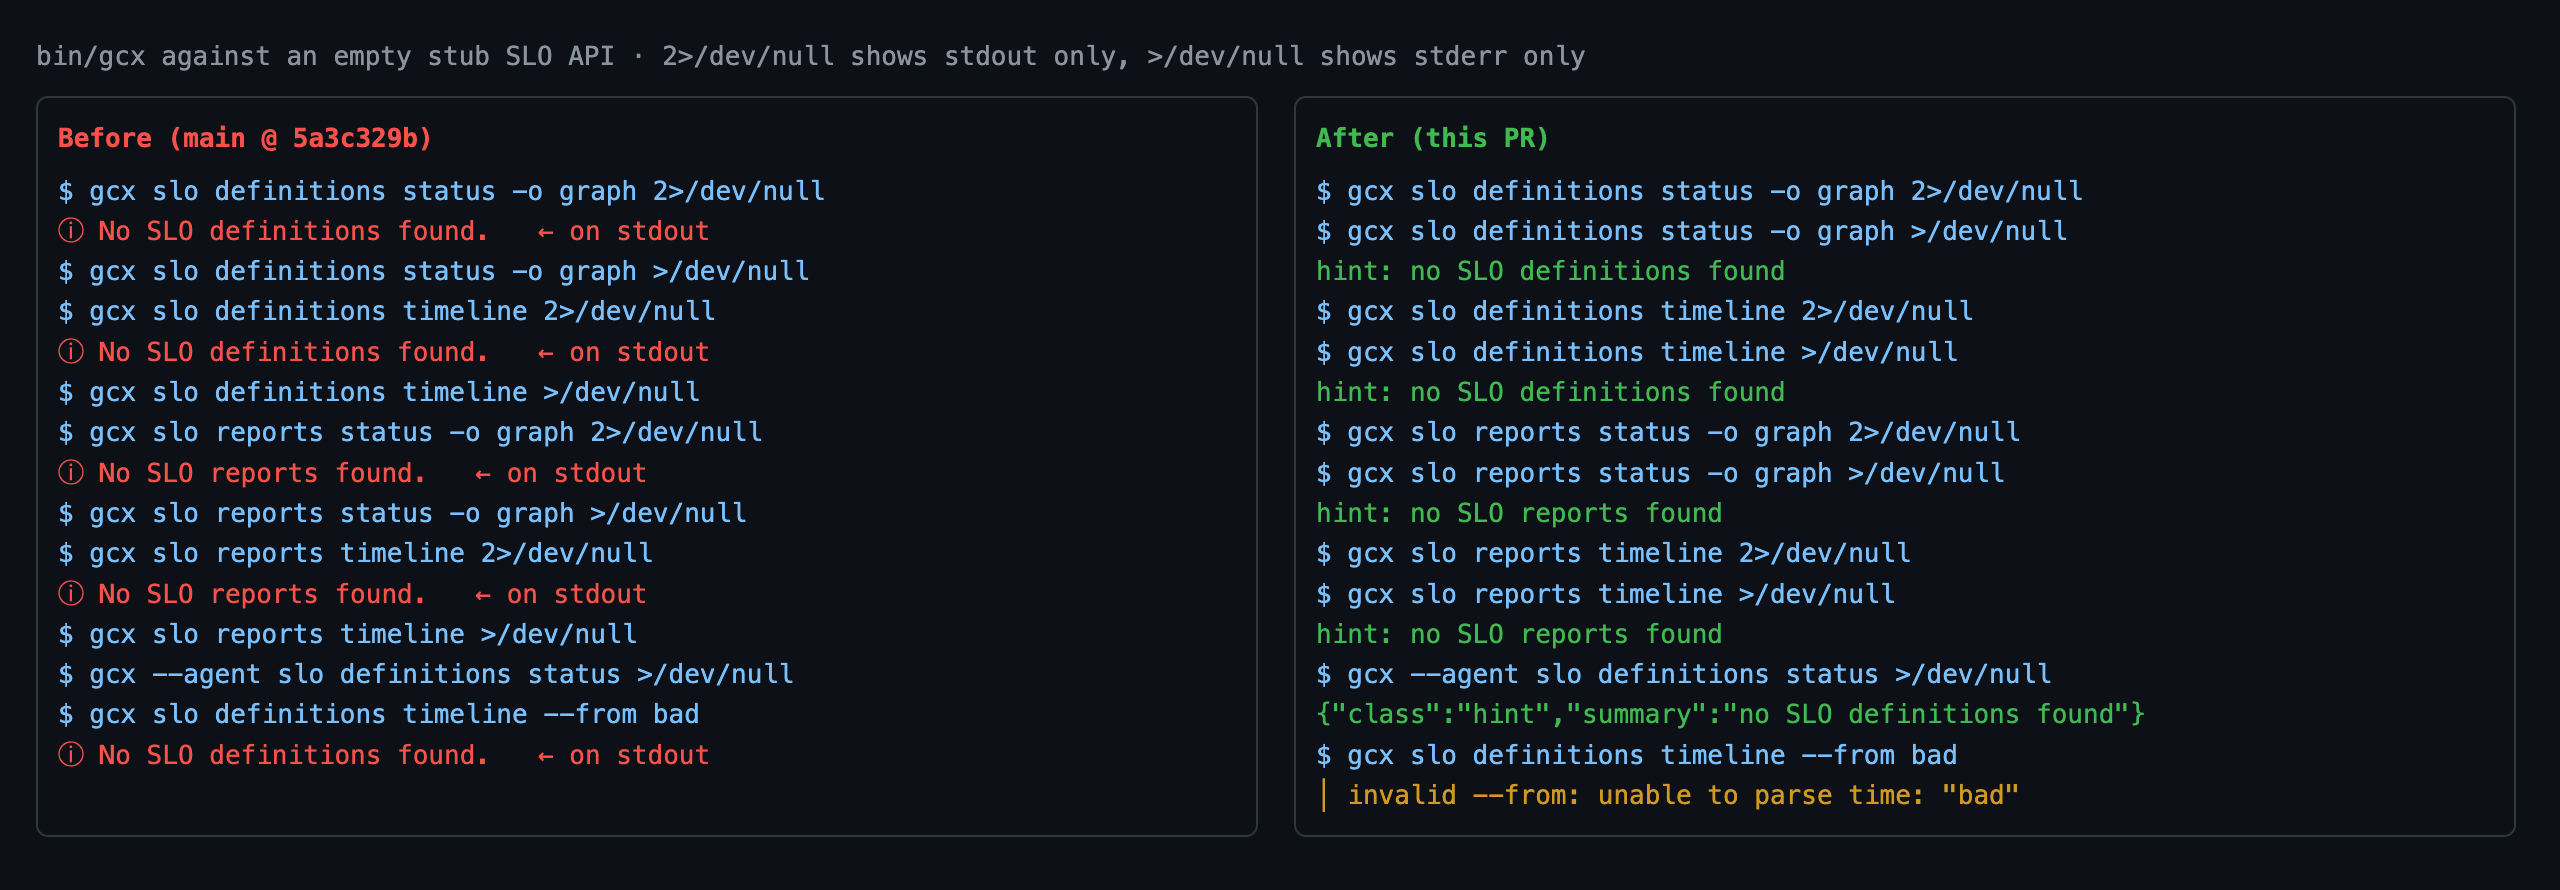 bin/gcx against an empty stub SLO API · 2>/dev/null shows stdout only, >/dev/null shows stderr only
Before (main @ 5a3c329b)
$ gcx slo definitions status -o graph 2>/dev/null
ⓘ No SLO definitions found.   ← on stdout
$ gcx slo definitions status -o graph >/dev/null
$ gcx slo definitions timeline 2>/dev/null
ⓘ No SLO definitions found.   ← on stdout
$ gcx slo definitions timeline >/dev/null
$ gcx slo reports status -o graph 2>/dev/null
ⓘ No SLO reports found.   ← on stdout
$ gcx slo reports status -o graph >/dev/null
$ gcx slo reports timeline 2>/dev/null
ⓘ No SLO reports found.   ← on stdout
$ gcx slo reports timeline >/dev/null
$ gcx --agent slo definitions status >/dev/null
$ gcx slo definitions timeline --from bad
ⓘ No SLO definitions found.   ← on stdout
After (this PR)
$ gcx slo definitions status -o graph 2>/dev/null
$ gcx slo definitions status -o graph >/dev/null
hint: no SLO definitions found
$ gcx slo definitions timeline 2>/dev/null
$ gcx slo definitions timeline >/dev/null
hint: no SLO definitions found
$ gcx slo reports status -o graph 2>/dev/null
$ gcx slo reports status -o graph >/dev/null
hint: no SLO reports found
$ gcx slo reports timeline 2>/dev/null
$ gcx slo reports timeline >/dev/null
hint: no SLO reports found
$ gcx --agent slo definitions status >/dev/null
{"class":"hint","summary":"no SLO definitions found"}
$ gcx slo definitions timeline --from bad
│ invalid --from: unable to parse time: "bad"